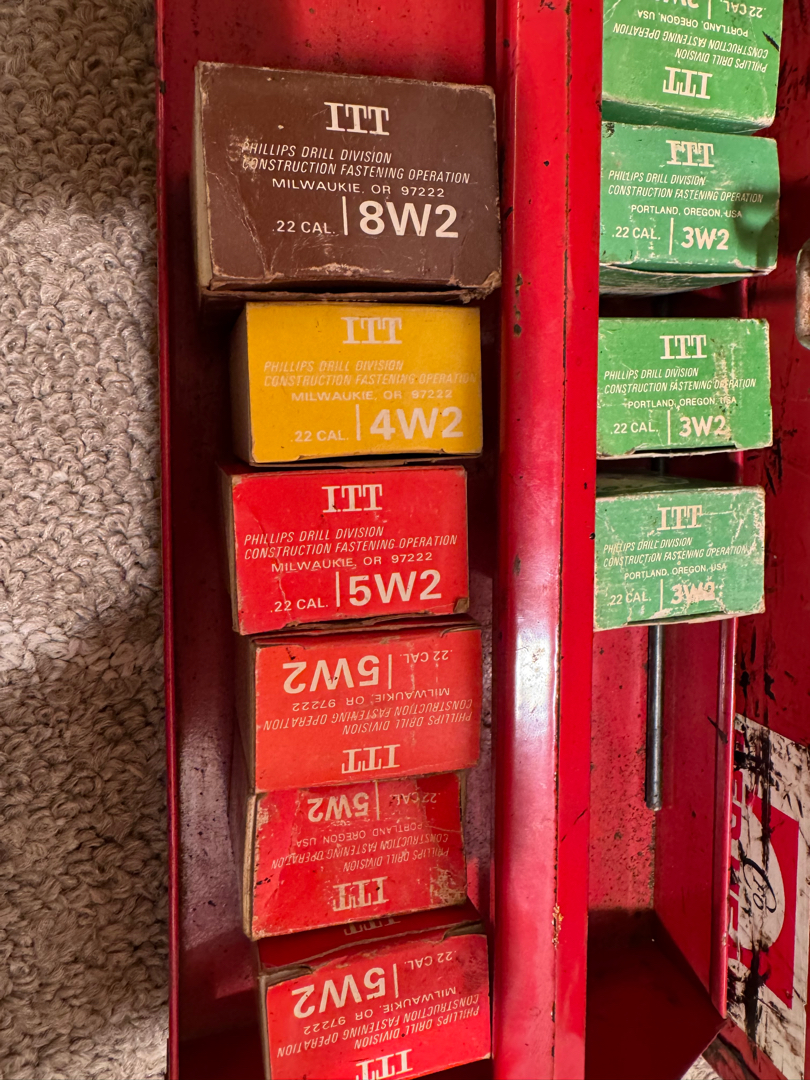 ITT
PHILLIPS DRILL DIVISION
CONSTRUCTION FASTENING OPERATION
MILWAUKIE, OR 97222
.22 CAL. 8W2
ITT
PHILLIPS DRILL DIVISION
CONSTRUCTION FASTENING OPERATION
MILWAUKIE, OR 97222
.22 CAL. 4W2
ITT
PHILLIPS DRILL DIVISION
CONSTRUCTION FASTENING OPERATION
MILWAUKIE, OR 97222
.22 CAL. 5W2
ITT
PHILLIPS DRILL DIVISION
CONSTRUCTION FASTENING OPERATION
MILWAUKIE, OR 97222
.22 CAL. 5W2
ITT
PHILLIPS DRILL DIVISION
CONSTRUCTION FASTENING OPERATION
PORTLAND, OREGON, USA
.22 CAL. 5W2
ITT
ITT
PHILLIPS DRILL DIVISION
CONSTRUCTION FASTENING OPERATION
MILWAUKIE, OR 97222
.22 CAL. 5W2
ITT
PHILLIPS DRILL DIVISION
CONSTRUCTION FASTENING OPERATION
PORTLAND, OREGON, USA
.22 CAL. 3W2
ITT
PHILLIPS DRILL DIVISION
CONSTRUCTION FASTENING OPERATION
PORTLAND, OREGON, USA
.22 CAL. 3W2
ITT
PHILLIPS DRILL DIVISION
CONSTRUCTION FASTENING OPERATION
PORTLAND, OREGON, USA
.22 CAL. 3W2
ITT
PHILLIPS DRILL DIVISION
CONSTRUCTION FASTENING OPERATION
PORTLAND, OREGON, USA
.22 CAL. 3W2